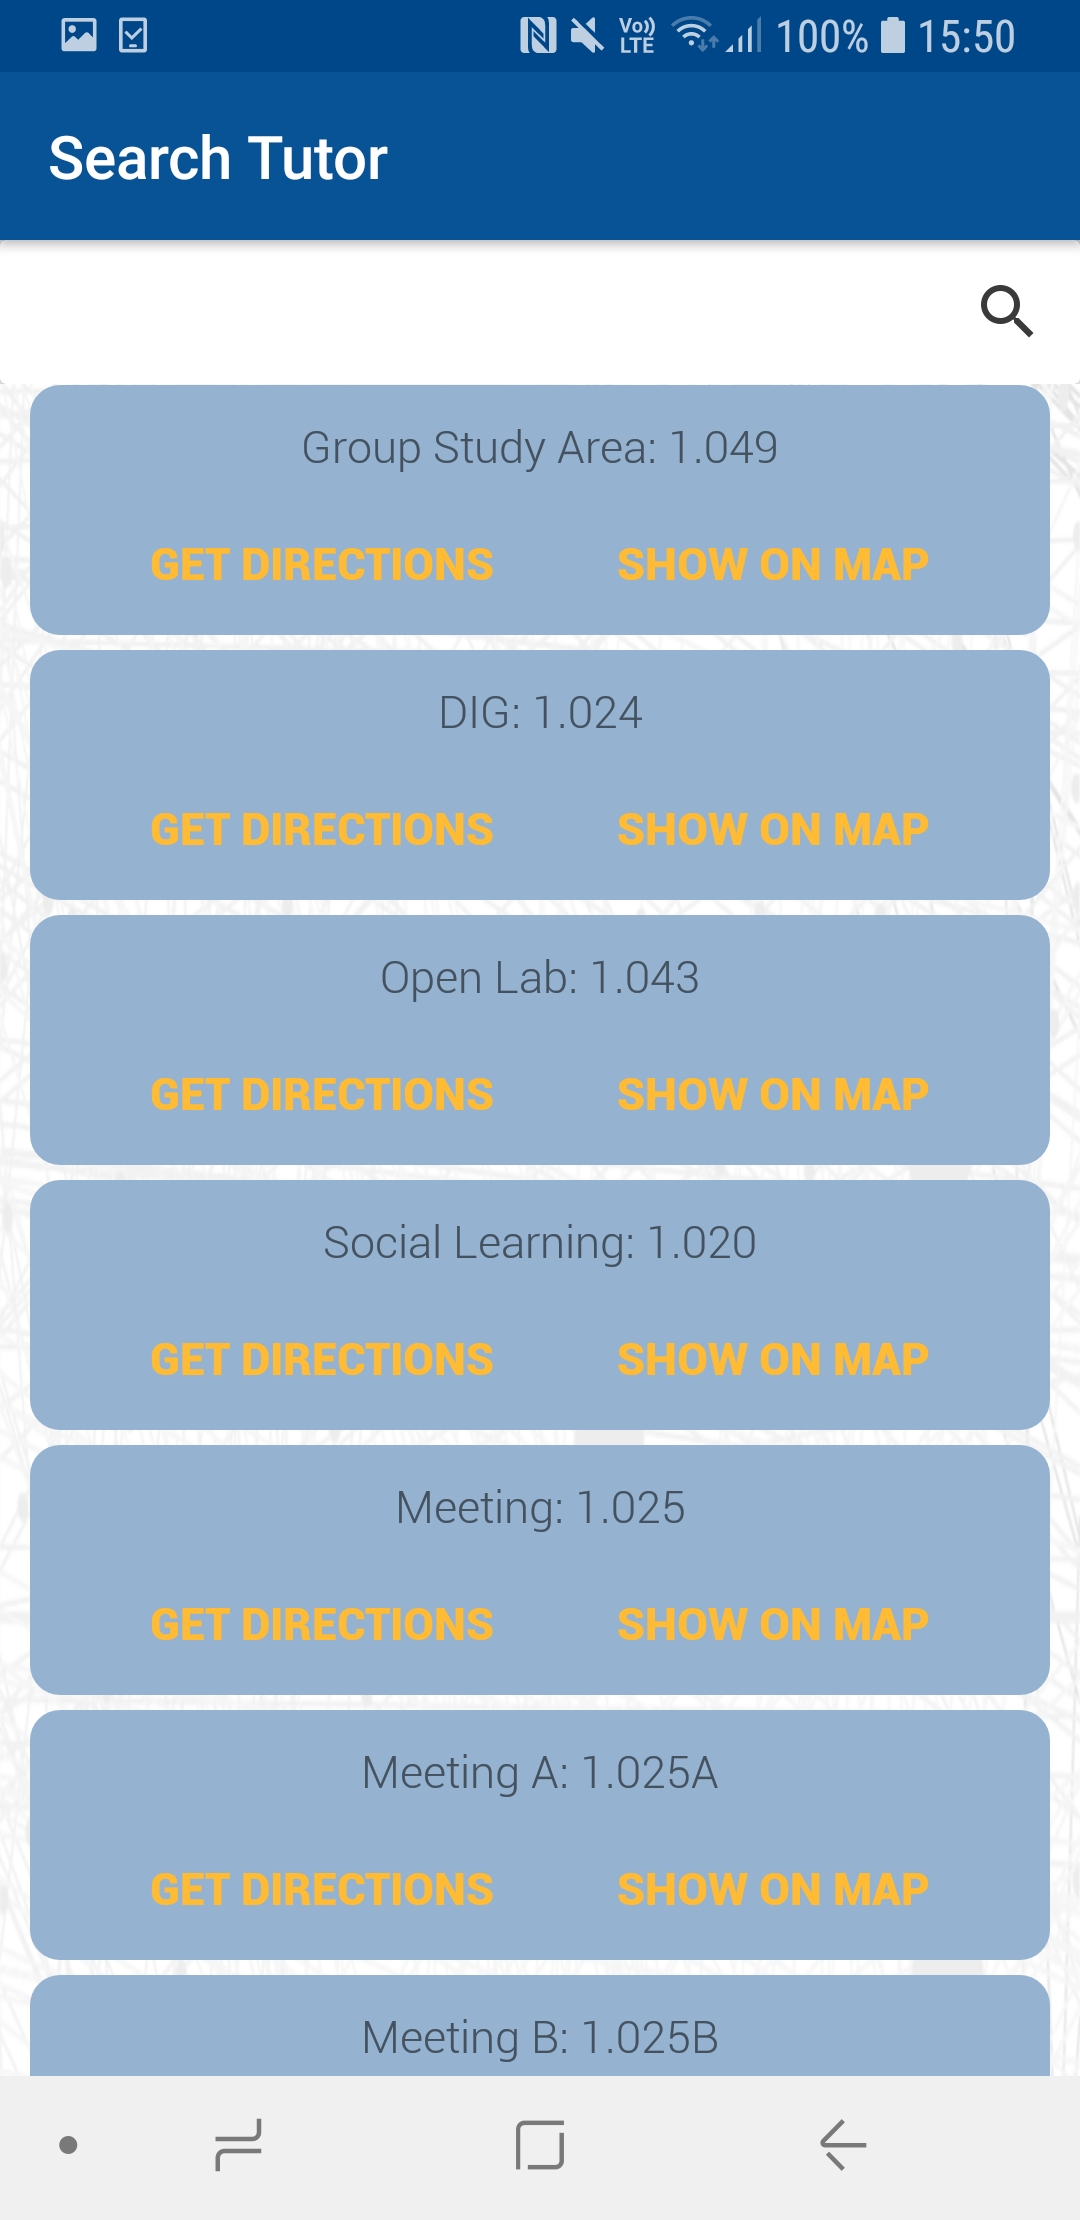 Vo)) LTE 100% 15:50
Search Tutor
Group Study Area: 1.049
GET DIRECTIONS SHOW ON MAP
DIG: 1.024
GET DIRECTIONS SHOW ON MAP
Open Lab: 1.043
GET DIRECTIONS SHOW ON MAP
Social Learning: 1.020
GET DIRECTIONS SHOW ON MAP
Meeting: 1.025
GET DIRECTIONS SHOW ON MAP
Meeting A: 1.025A
GET DIRECTIONS SHOW ON MAP
Meeting B: 1.025B